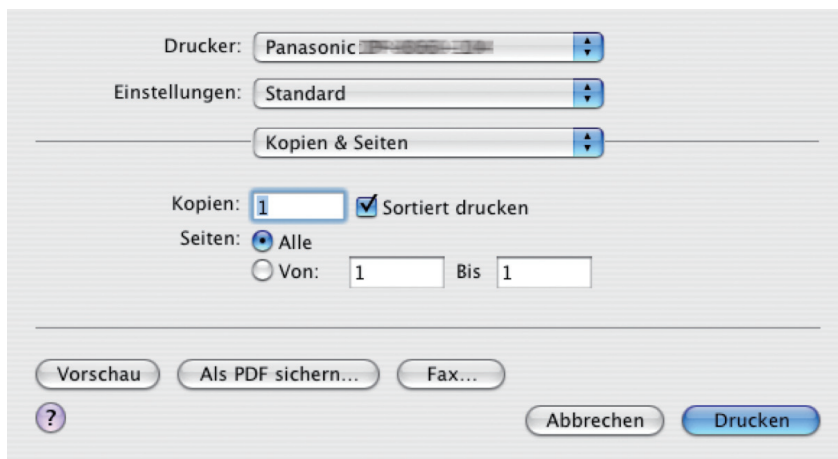 Drucker: Panasonic
Einstellungen: Standard
Kopien & Seiten
Kopien: 1 Sortiert drucken
Seiten: Alle
Von: 1 Bis 1
Vorschau Als PDF sichern... Fax...
? Abbrechen Drucken